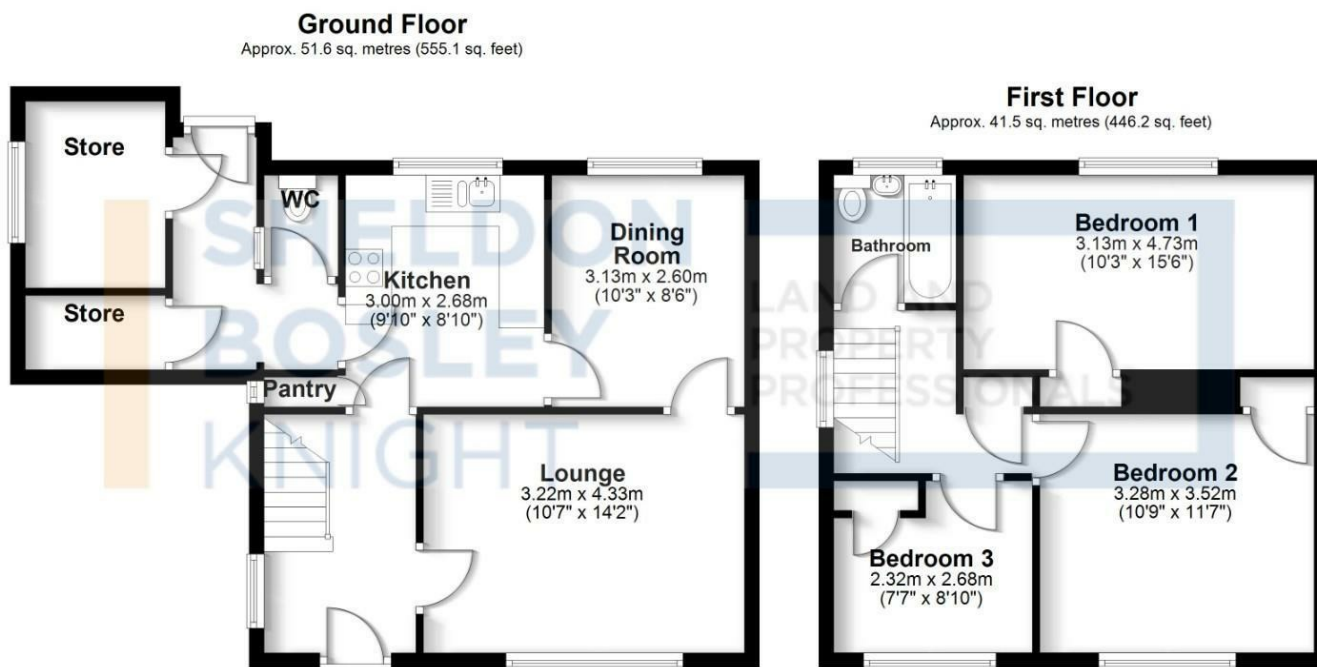 Ground Floor
Approx. 51.6 sq. metres (555.1 sq. feet)
Store
WC
Store
Kitchen
3.00m x 2.68m
(9'10" x 8'10")
Dining
Room
3.13m x 2.60m
(10'3" x 8'6")
Pantry
Lounge
3.22m x 4.33m
(10'7" x 14'2")
First Floor
Approx. 41.5 sq. metres (446.2 sq. feet)
Bathroom
Bedroom 1
3.13m x 4.73m
(10'3" x 15'6")
Bedroom 2
3.28m x 3.52m
(10'9" x 11'7")
Bedroom 3
2.32m x 2.68m
(7'7" x 8'10")
SHELDON
BOSLEY
KNIGHT
LAND AND
PROPERTY
PROFESSIONALS